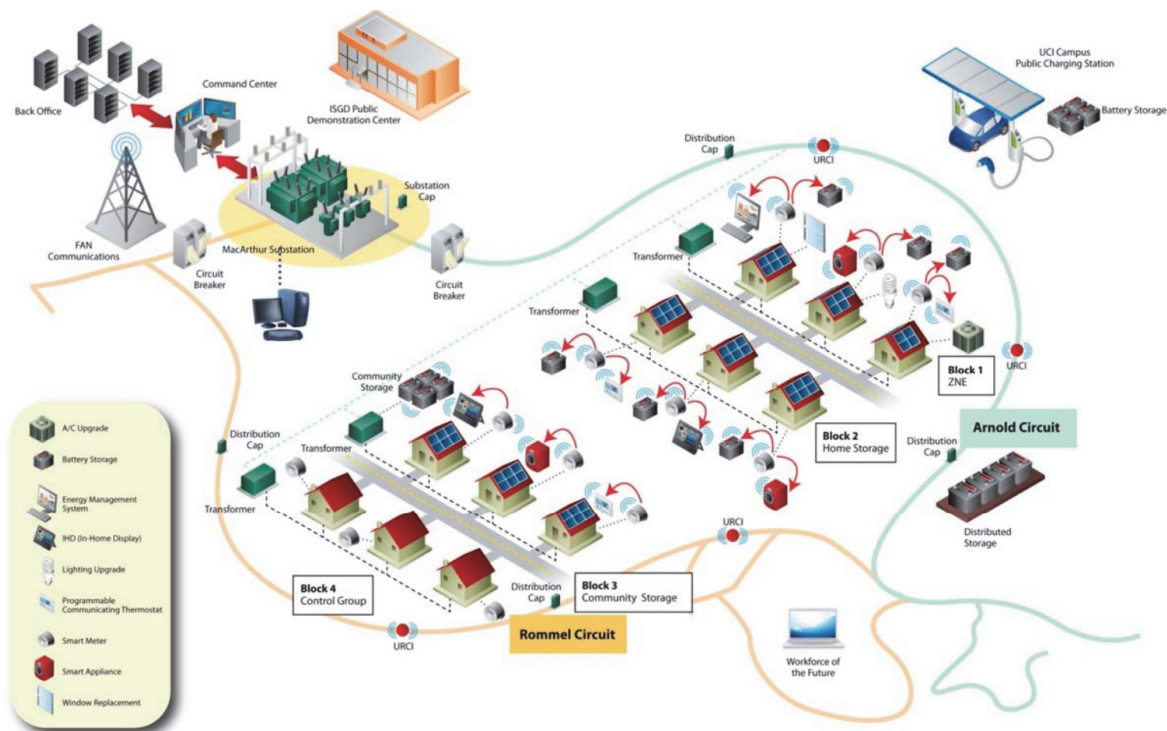 Back Office
Command Center
ISGD Public
Demonstration Center
UCI Campus
Public Charging Station
Battery Storage
Distribution
Cap
URCI
Substation
Cap
FAN
Communications
MacArthur Substation
Circuit
Breaker
Circuit
Breaker
Transformer
Transformer
Block 1
ZNE
URCI
Block 2
Home Storage
Arnold Circuit
Distribution
Cap
Distributed
Storage
Community
Storage
Distribution
Cap
Transformer
Transformer
URCI
Block 4
Control Group
Block 3
Community Storage
Distribution
Cap
Rommel Circuit
URCI
Workforce of
the Future
A/C Upgrade
Battery Storage
Energy Management
System
IHD (In-Home Display)
Lighting Upgrade
Programmable
Communicating Thermostat
Smart Meter
Smart Appliance
Window Replacement